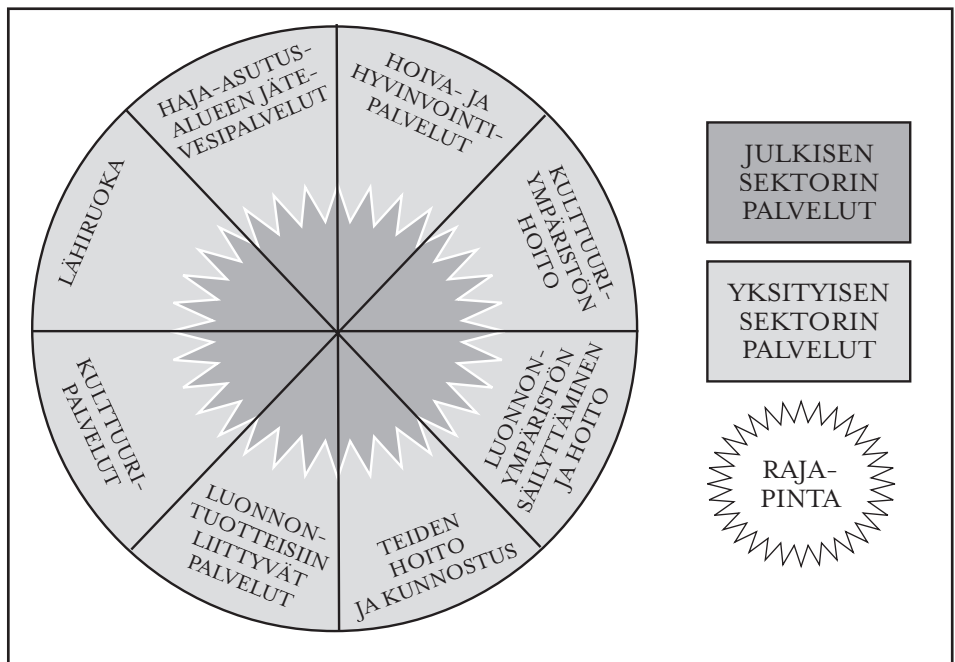 HAJA-ASUTUS-
ALUEEN JÄTE-
VESIPALVELUT
HOIVA- JA
HYVINVOINTI-
PALVELUT
KULTTUURI-
YMPÄRISTÖN
HOITO
LUONNON-
YMPÄRISTÖN
SÄILYTTÄMINEN
JA HOITO
TEIDEN
HOITO
JA KUNNOSTUS
LUONNON-
TUOTTEISIIN
LIITTYVÄT
PALVELUT
KULTTUURI-
PALVELUT
LÄHIRUOKA
JULKISEN
SEKTORIN
PALVELUT
YKSITYISEN
SEKTORIN
PALVELUT
RAJA-
PINTA